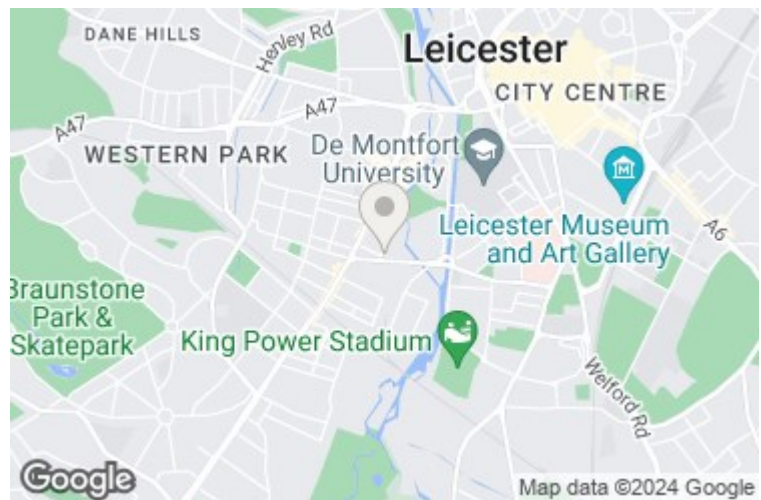 DANE HILLS
Henley Rd
Leicester
CITY CENTRE
A47
A47
WESTERN PARK
De Montfort
University
M
Leicester Museum
and Art Gallery
A6
Braunstone
Park &
Skatepark
King Power Stadium
Welford Rd
Google
Map data ©2024 Google